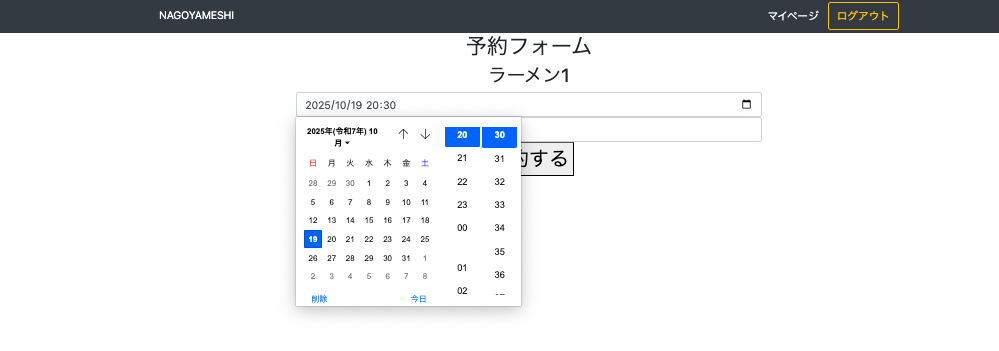 NAGOYAMESHI マイページ ログアウト
予約フォーム
ラーメン1
2025/10/19 20:30
2025年(令和7年) 10月
日 月 火 水 木 金 土
28 29 30 1 2 3 4
5 6 7 8 9 10 11
12 13 14 15 16 17 18
19 20 21 22 23 24 25
26 27 28 29 30 31 1
2 3 4 5 6 7 8
削除 今日
20 30
21 31
22 32
23 33
00 34
35
01 36
02
する